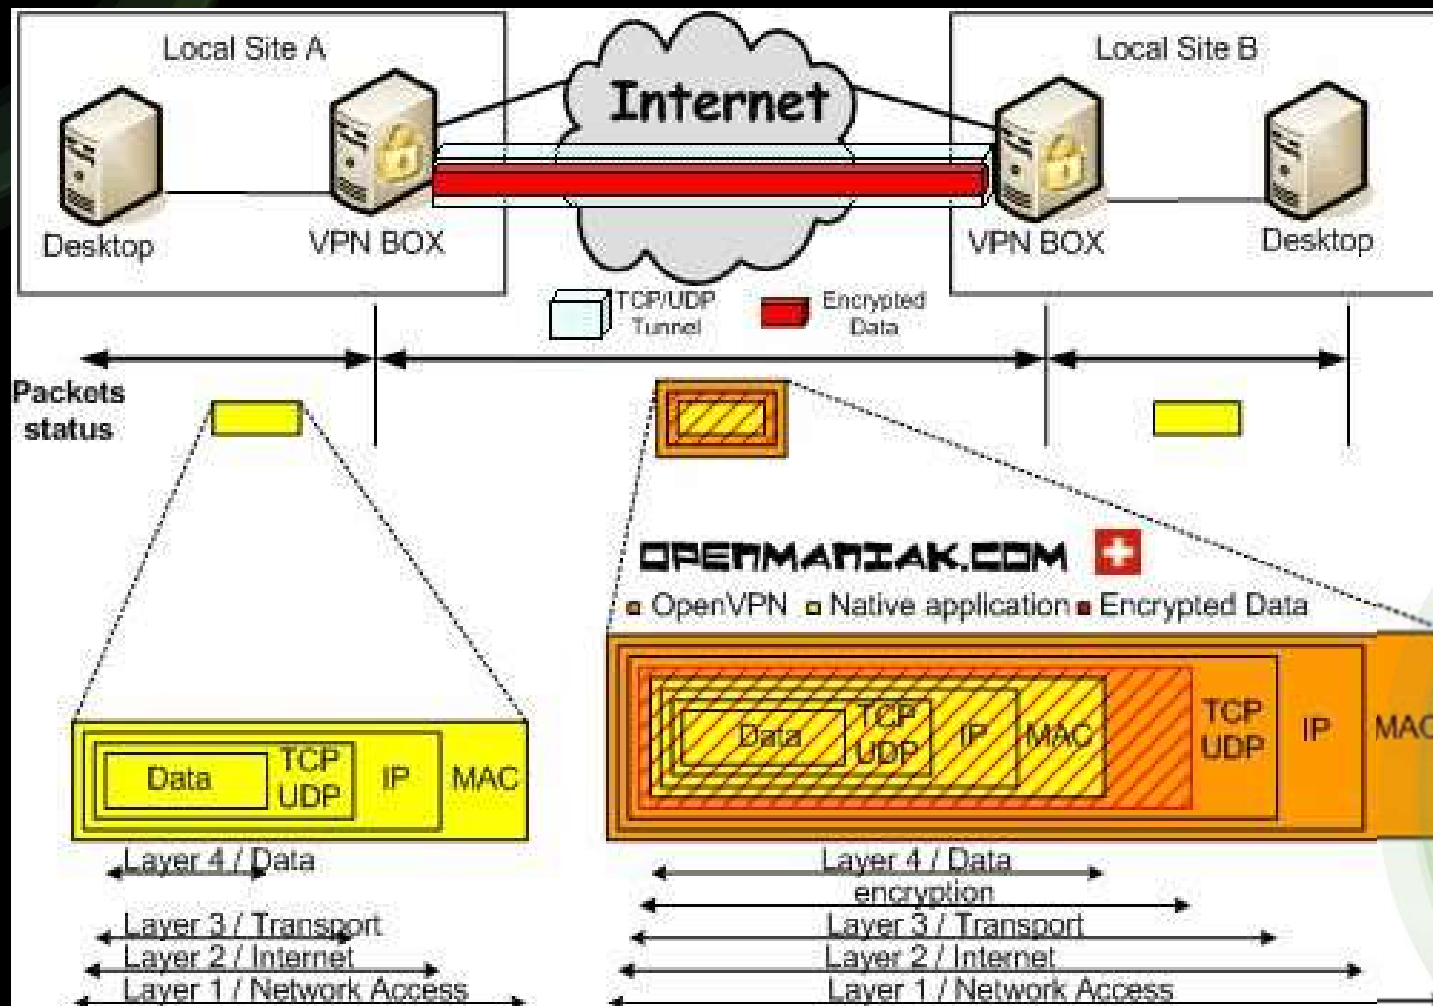 Local Site A
Internet
Local Site B
Desktop
VPN BOX
VPN BOX
Desktop
TCP/UDP
Tunnel
Encrypted
Data
Packets
status
OPENMANIAK.COM
OpenVPN
Native application
Encrypted Data
Data
TCP
UDP
IP
MAC
Data
TCP
UDP
IP
MAC
TCP
UDP
IP
MAC
Layer 4 / Data
Layer 3 / Transport
Layer 2 / Internet
Layer 1 / Network Access
Layer 4 / Data
encryption
Layer 3 / Transport
Layer 2 / Internet
Layer 1 / Network Access